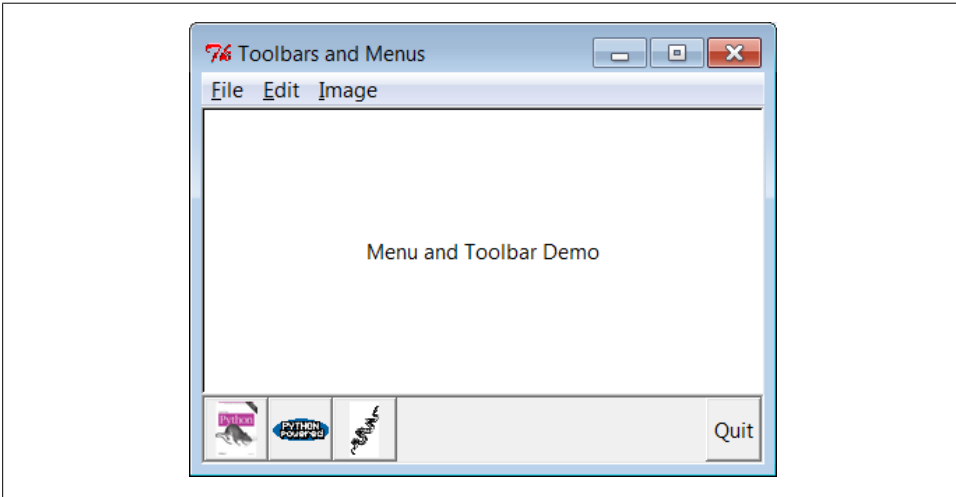 Toolbars and Menus
File Edit Image
Menu and Toolbar Demo
Python
PYTHON
Powered
Quit